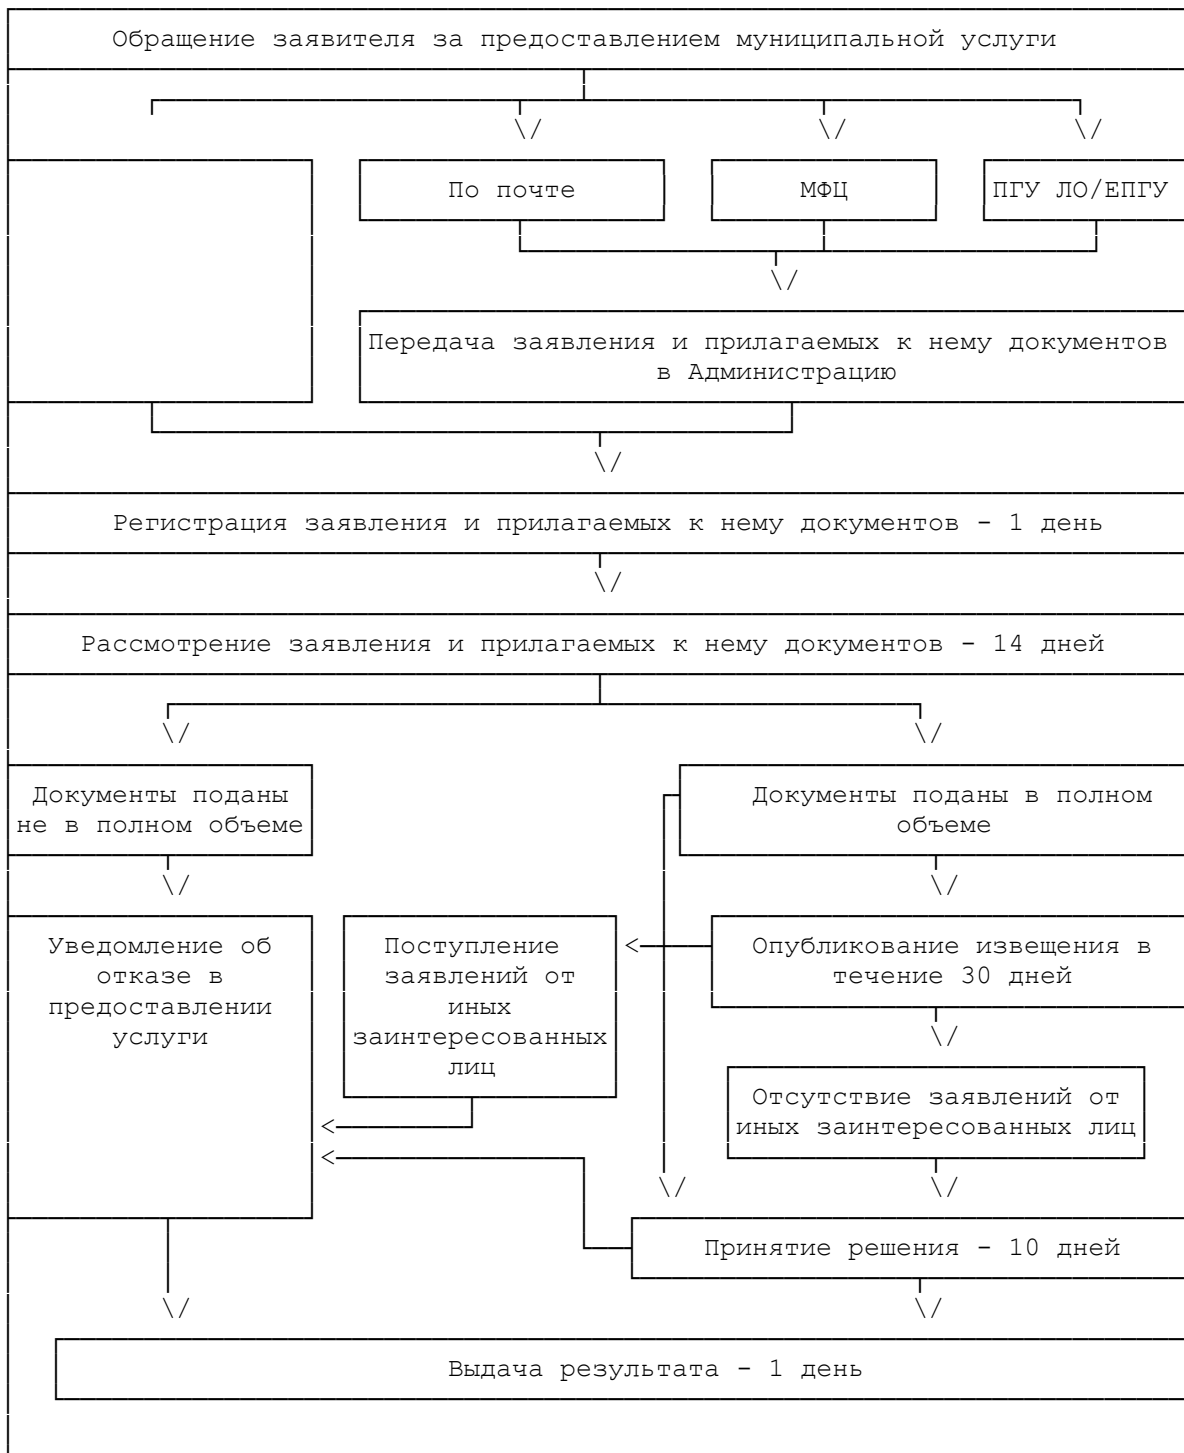 Обращение заявителя за предоставлением муниципальной услуги
По почте
МФЦ
ПГУ ЛО/ЕПГУ
Передача заявления и прилагаемых к нему документов
в Администрацию
Регистрация заявления и прилагаемых к нему документов - 1 день
Рассмотрение заявления и прилагаемых к нему документов - 14 дней
Документы поданы
не в полном объеме
Документы поданы в полном
объеме
Уведомление об
отказе в
предоставлении
услуги
Поступление
заявлений от
иных
заинтересованных
лиц
Опубликование извещения в
течение 30 дней
Отсутствие заявлений от
иных заинтересованных лиц
Принятие решения - 10 дней
Выдача результата - 1 день